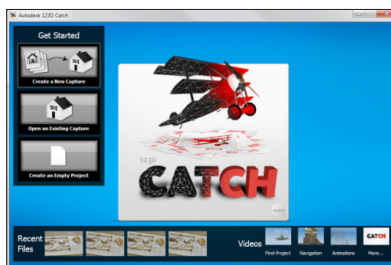 Autodesk 123D Catch
Get Started
Create a New Capture
Open an Existing Capture
Create an Empty Project
123D
CATCH
Recent
Files
Videos
First Project
Navigation
Animations
CATCH
More...